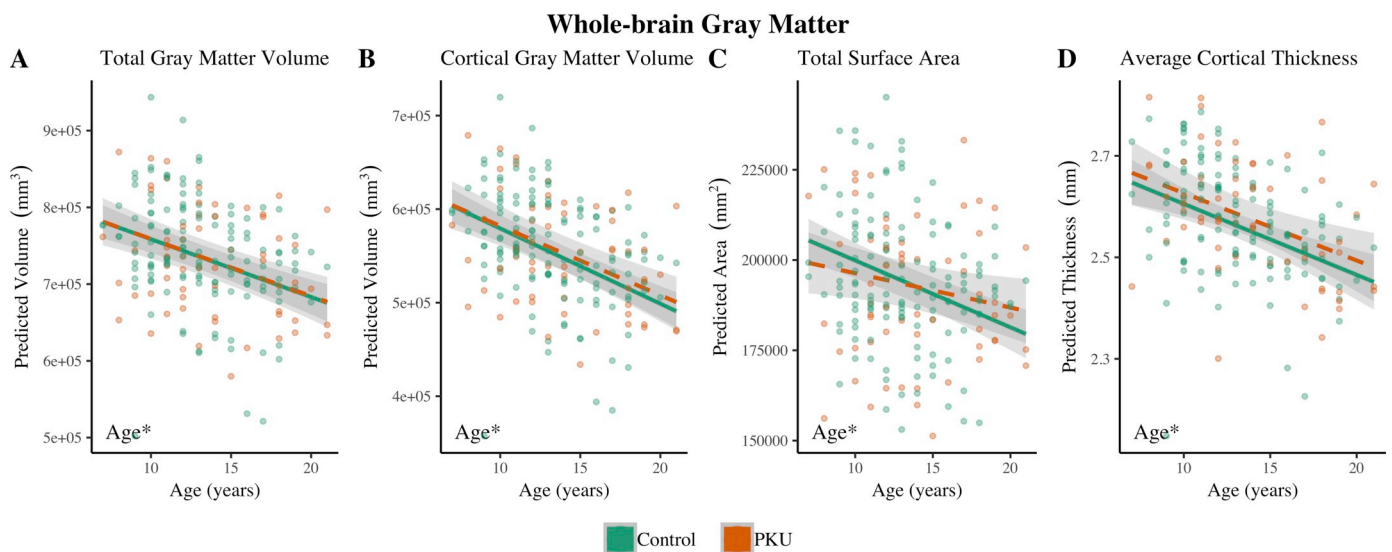 Whole-brain Gray Matter
A Total Gray Matter Volume
B Cortical Gray Matter Volume
C Total Surface Area
D Average Cortical Thickness
Predicted Volume (mm³)
9e+05
8e+05
7e+05
6e+05
5e+05
Age*
10 15 20
Age (years)
Predicted Volume (mm³)
7e+05
6e+05
5e+05
4e+05
Age*
10 15 20
Age (years)
Predicted Area (mm²)
225000
200000
175000
150000
Age*
10 15 20
Age (years)
Predicted Thickness (mm)
2.7
2.5
2.3
Age*
10 15 20
Age (years)
Control PKU